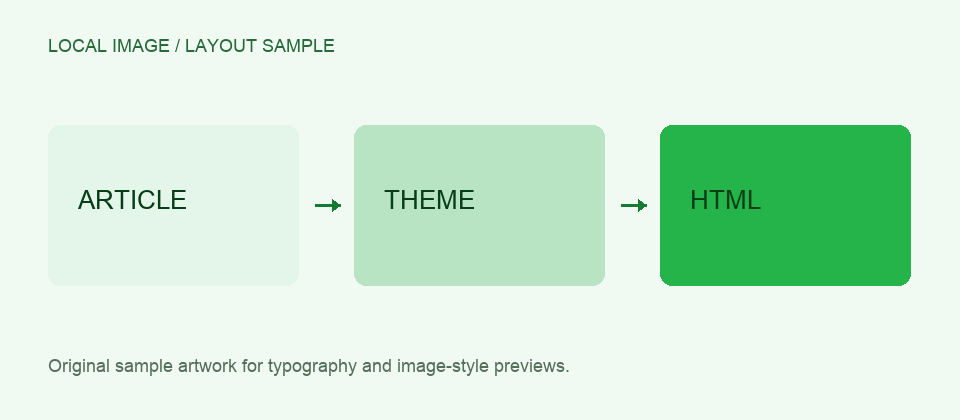 LOCAL IMAGE / LAYOUT SAMPLE
ARTICLE
THEME
HTML
Original sample artwork for typography and image-style previews.